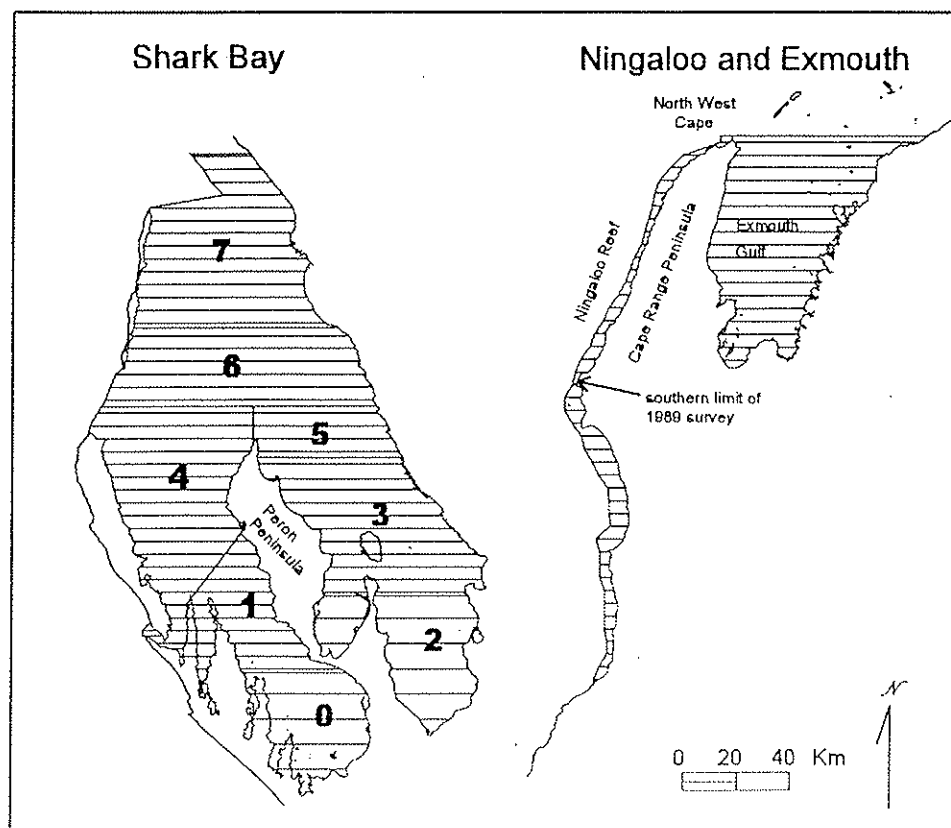 Shark Bay
Ningaloo and Exmouth
North West
Cape
7
6
5
4
3
2
1
0
Peron
Peninsula
Ningaloo Reef
Cape Range Peninsula
Exmouth
Gulf
southern limit of
1989 survey
N
0 20 40 Km